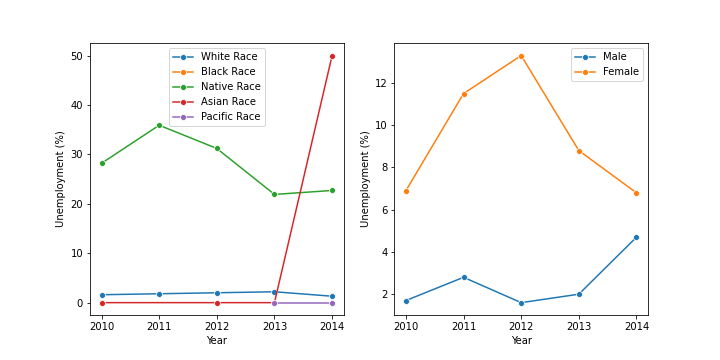 White Race
Black Race
Native Race
Asian Race
Pacific Race
Unemployment (%)
50
40
30
20
10
0
2010 2011 2012 2013 2014
Year
Male
Female
Unemployment (%)
12
10
8
6
4
2
2010 2011 2012 2013 2014
Year